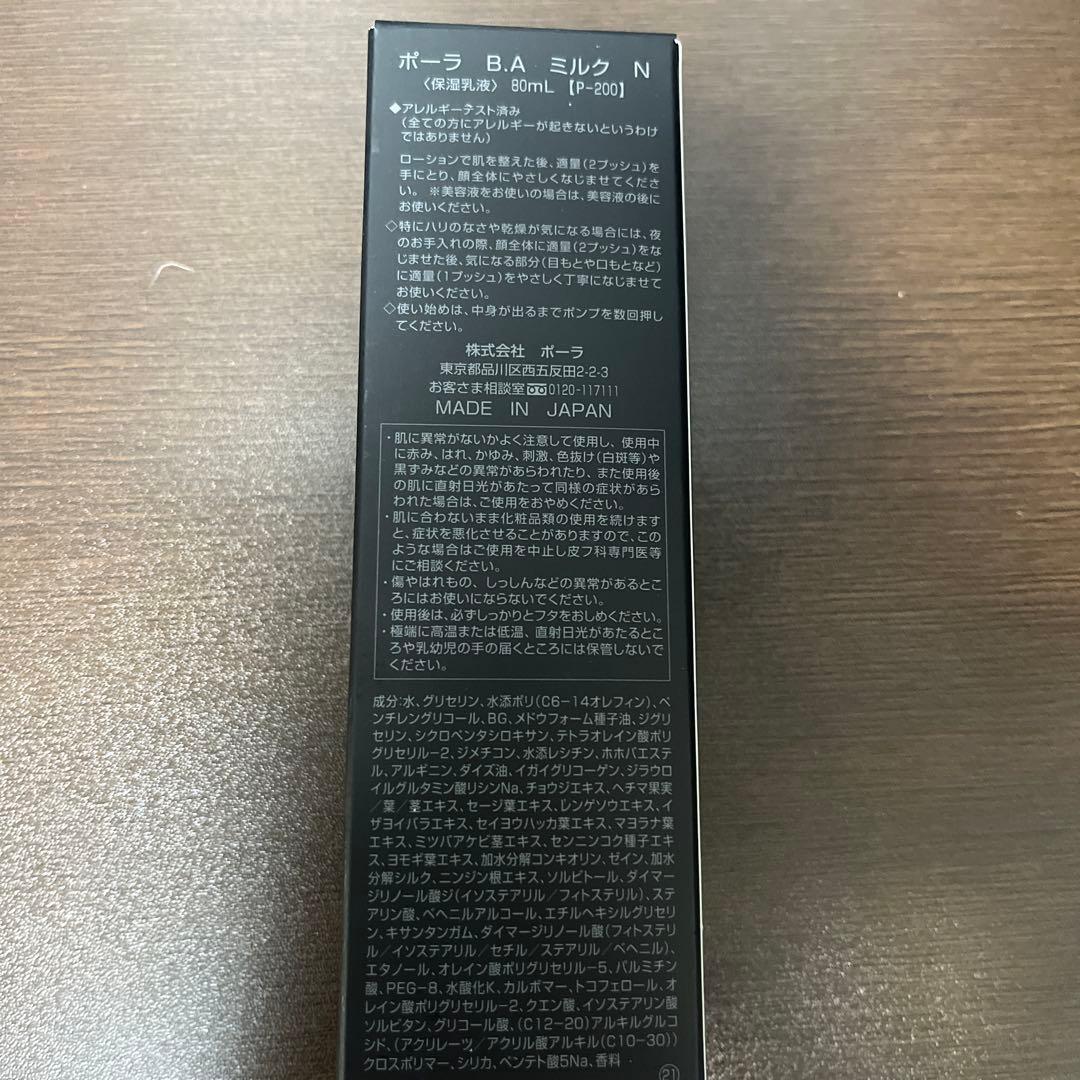 ポーラ B.A ミルク N
〈保湿乳液〉 80mL 【P-200】
◆アレルギーテスト済み
(全ての方にアレルギーが起きないというわけ
ではありません)
ローションで肌を整えた後、適量(2プッシュ)を
手にとり、顔全体にやさしくなじませてくださ
い。 ※美容液をお使いの場合は、美容液の後に
お使いください。
◇特にハリのなさや乾燥が気になる場合には、夜
のお手入れの際、顔全体に適量(2プッシュ)をな
じませた後、気になる部分(目もとや口もとなど)
に適量(1プッシュ)をやさしく丁寧になじませて
お使いください。
◇使い始めは、中身が出るまでポンプを数回押し
てください。
株式会社 ポーラ
東京都品川区西五反田2-2-3
お客さま相談室 0120-117111
MADE IN JAPAN
・肌に異常がないかよく注意して使用し、使用中
に赤み、はれ、かゆみ、刺激、色抜け(白斑等)や
黒ずみなどの異常があらわれたり、また使用後
の肌に直射日光があたって同様の症状があら
われた場合は、ご使用をおやめください。
・肌に合わないまま化粧品類の使用を続けます
と、症状を悪化させることがありますので、この
ような場合はご使用を中止し皮フ科専門医等
にご相談ください。
・傷やはれもの、しっしんなどの異常があるとこ
ろにはお使いにならないでください。
・使用後は、必ずしっかりとフタをおしめください。
・極端に高温または低温、直射日光があたるとこ
ろや乳幼児の手の届くところには保管しないで
ください。
成分:水、グリセリン、水添ポリ(C6-14オレフィン)、ペ
ンチレングリコール、BG、メドウフォーム種子油、ジグリ
セリン、シクロペンタシロキサン、テトラオレイン酸ポリ
グリセリル-2、ジメチコン、水添レシチン、ホホバエステ
ル、アルギニン、ダイズ油、イガイグリコーゲン、ジラウロ
イルグルタミン酸リシンNa、チョウジエキス、ヘチマ果実
/葉/茎エキス、セージ葉エキス、レンゲソウエキス、イ
ザヨイバラエキス、セイヨウハッカ葉エキス、マヨラナ葉
エキス、ミツバアケビ茎エキス、センニンコク種子エキ
ス、ヨモギ葉エキス、加水分解コンキオリン、ゼイン、加水
分解シルク、ニンジン根エキス、ソルビトール、ダイマー
ジリノール酸ジ(イソステアリル/フィトステリル)、ステ
アリン酸、ベヘニルアルコール、エチルヘキシルグリセリ
ン、キサンタンガム、ダイマージリノール酸(フィトステリ
ル/イソステアリル/セチル/ステアリル/ベヘニル)、
エタノール、オレイン酸ポリグリセリル-5、パルミチン
酸、PEG-8、水酸化K、カルボマー、トコフェロール、オ
レイン酸ポリグリセリル-2、クエン酸、イソステアリン酸
ソルビタン、グリコール酸、(C12-20)アルキルグルコ
シド、(アクリレーツ/アクリル酸アルキル(C10-30))
クロスポリマー、シリカ、ペンテト酸5Na、香料
21